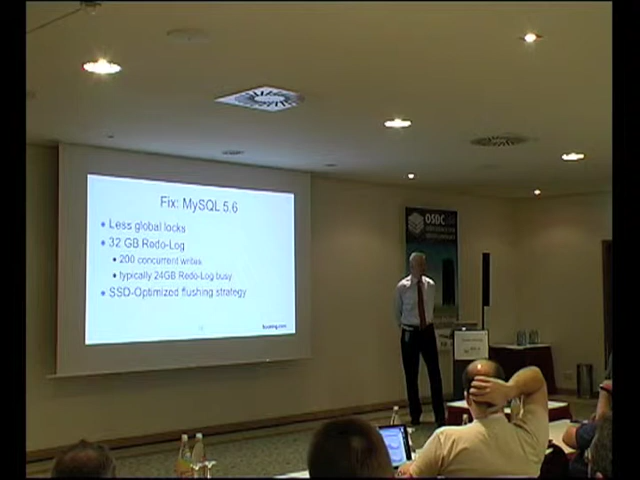 Fix: MySQL 5.6
• Less global locks
• 32 GB Redo-Log
• 200 concurrent writes
• typically 24GB Redo-Log busy
• SSD-Optimized flushing strategy
Booking.com
OSDC